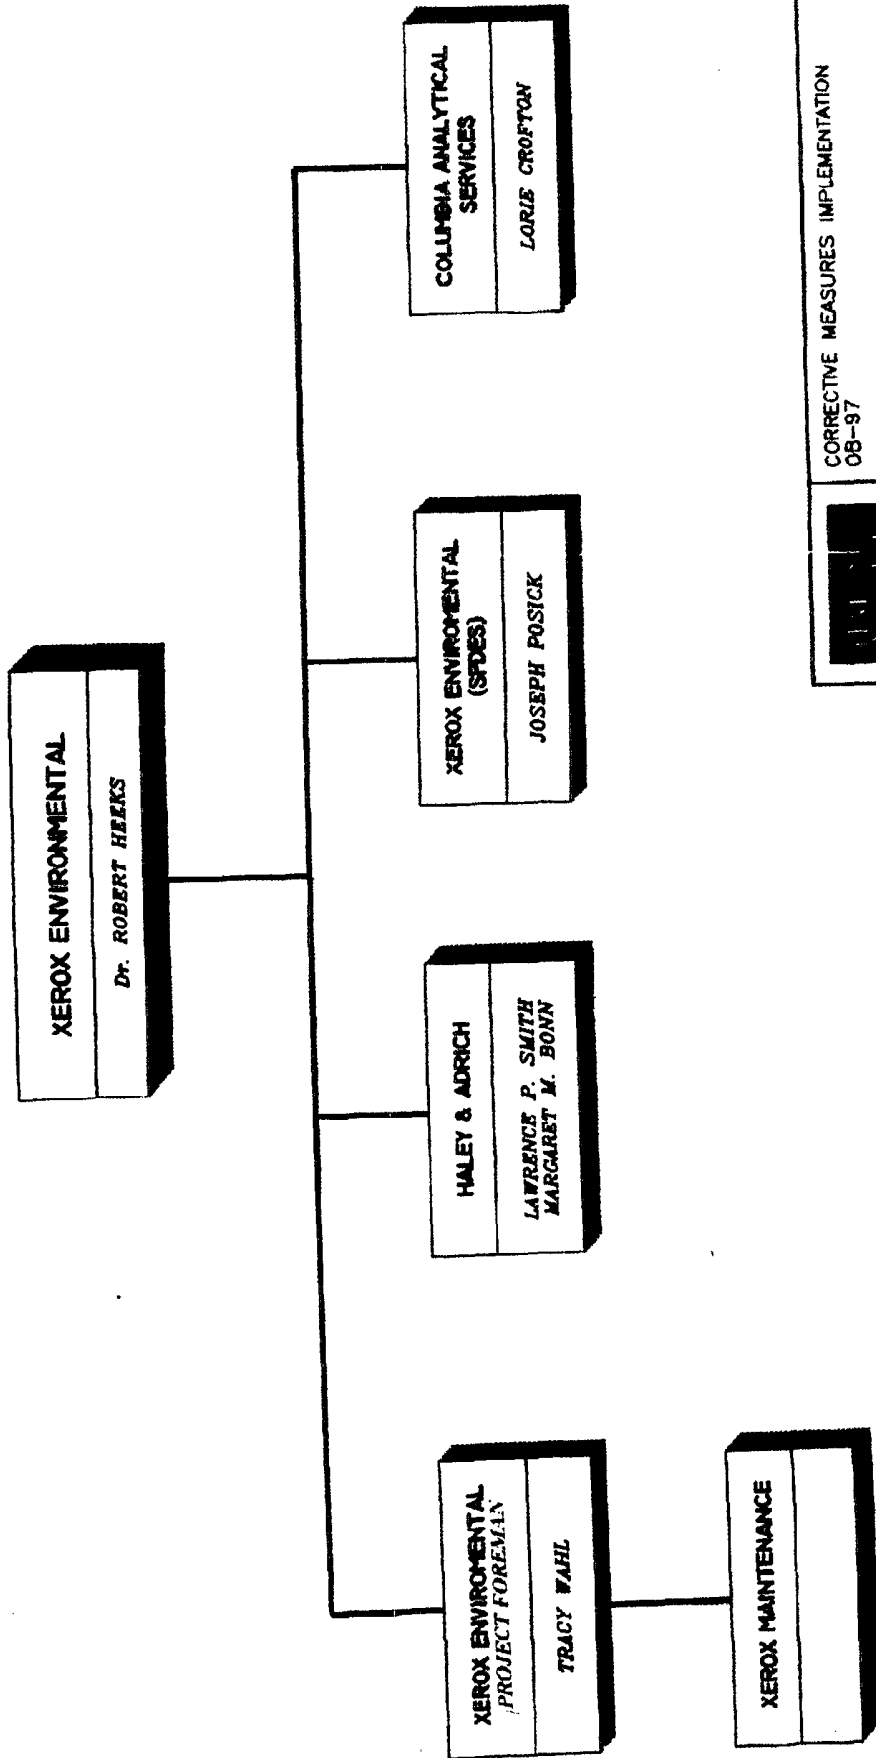 XEROX ENVIRONMENTAL
Dr. ROBERT HEEKS
XEROX ENVIROMENTAL
PROJECT FOREMAN
TRACY WAHL
HALEY & ADRICH
LAWRENCE P. SMITH
MARGARET M. BONN
XEROX ENVIROMENTAL
(SPDES)
JOSEPH POSICK
COLUMBIA ANALYTICAL
SERVICES
LORIE CROFTON
XEROX MAINTENANCE
CORRECTIVE MEASURES IMPLEMENTATION
08-97